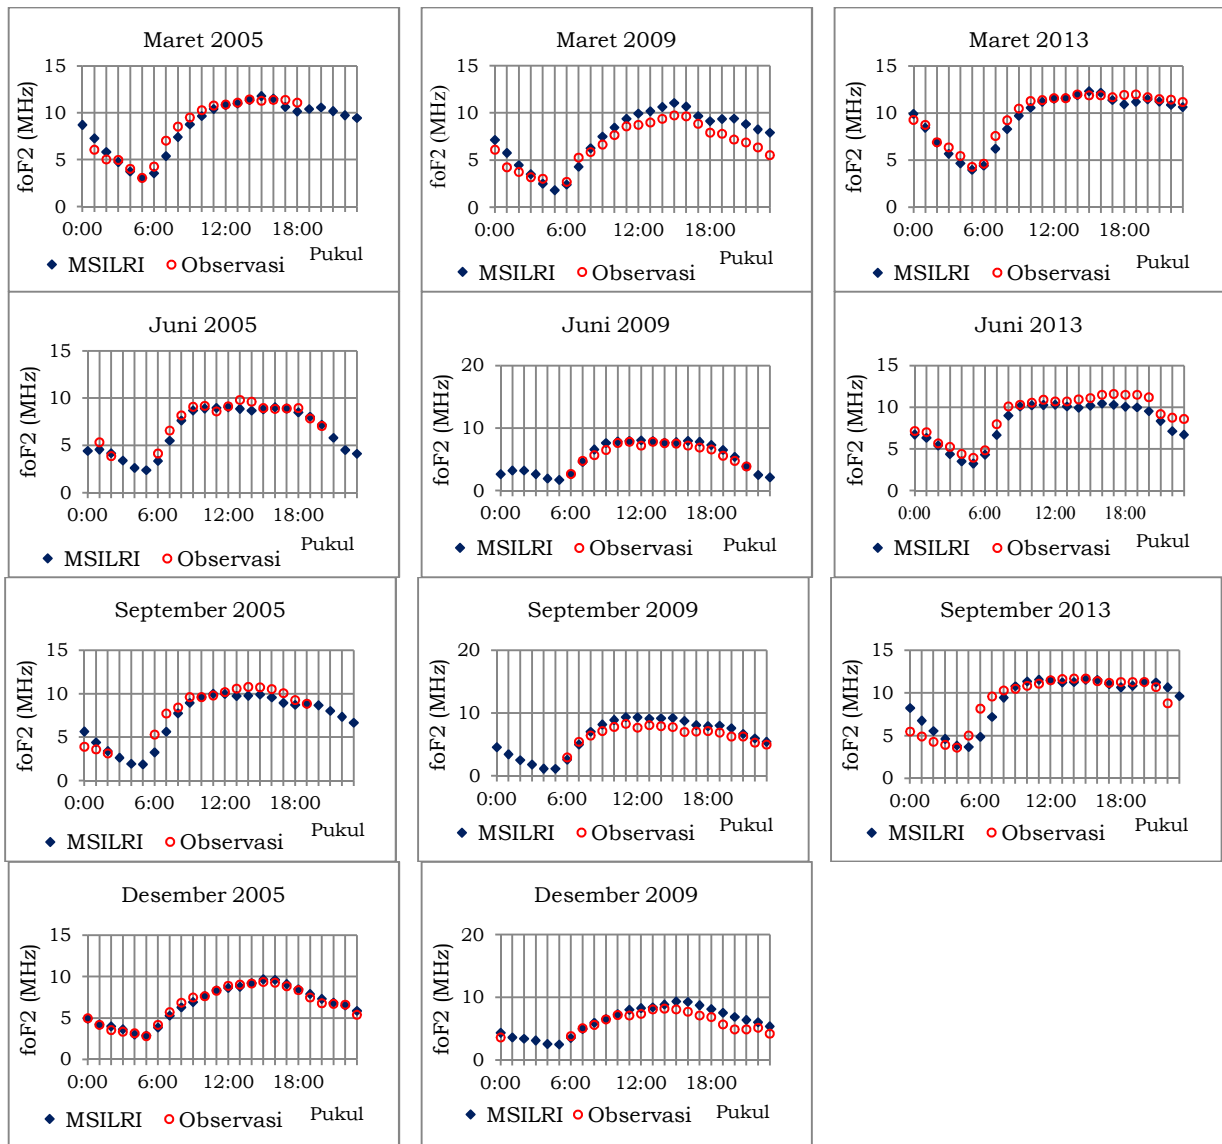 Maret 2005
15
10
5
0
foF2 (MHz)
0:00 6:00 12:00 18:00
Pukul
MSILRI Observasi
Maret 2009
15
10
5
0
foF2 (MHz)
0:00 6:00 12:00 18:00
Pukul
MSILRI Observasi
Maret 2013
15
10
5
0
foF2 (MHz)
0:00 6:00 12:00 18:00
Pukul
MSILRI Observasi
Juni 2005
15
10
5
0
foF2 (MHz)
0:00 6:00 12:00 18:00
Pukul
MSILRI Observasi
Juni 2009
20
10
0
foF2 (MHz)
0:00 6:00 12:00 18:00
Pukul
MSILRI Observasi
Juni 2013
15
10
5
0
foF2 (MHz)
0:00 6:00 12:00 18:00
Pukul
MSILRI Observasi
September 2005
15
10
5
0
foF2 (MHz)
0:00 6:00 12:00 18:00
Pukul
MSILRI Observasi
September 2009
20
10
0
foF2 (MHz)
0:00 6:00 12:00 18:00
Pukul
MSILRI Observasi
September 2013
15
10
5
0
foF2 (MHz)
0:00 6:00 12:00 18:00
Pukul
MSILRI Observasi
Desember 2005
15
10
5
0
foF2 (MHz)
0:00 6:00 12:00 18:00
Pukul
MSILRI Observasi
Desember 2009
20
10
0
foF2 (MHz)
0:00 6:00 12:00 18:00
Pukul
MSILRI Observasi